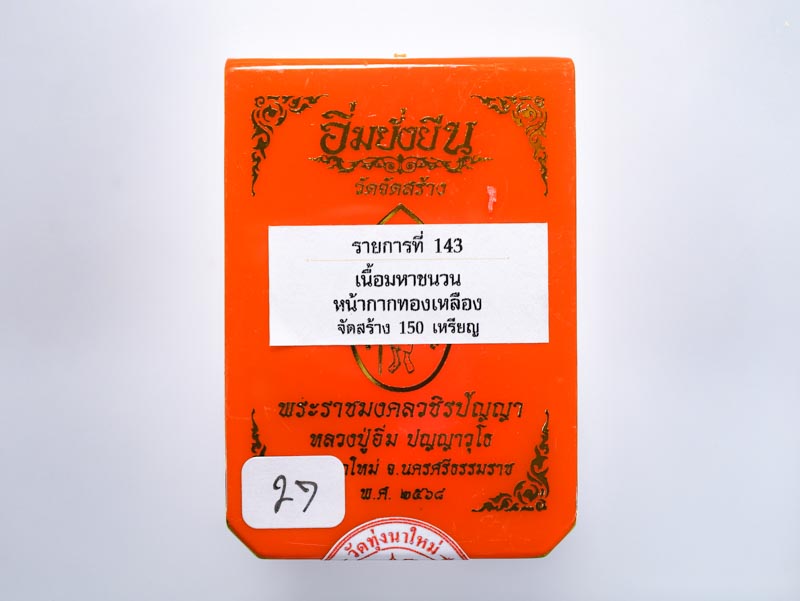 อิ่มยั่งยืน
วัดจัดสร้าง
รายการที่ 143
เนื้อมหาชนวน
หน้ากากทองเหลือง
จัดสร้าง 150 เหรียญ
พระราชมงคลวชิรปัญญา
หลวงปู่อิ่ม ปญฺญาวุโธ
ใหม่ จ.นครศรีธรรมราช
พ.ศ. ๒๕๖๘
๒๗
วัดทุ่งนาใหม่